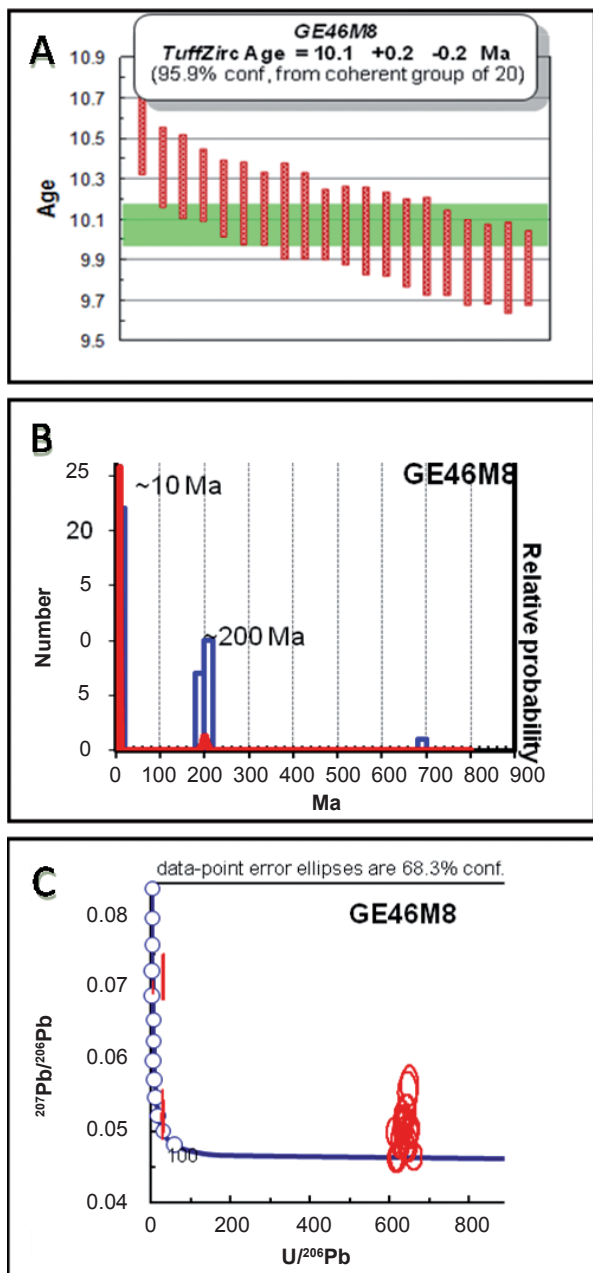 A
GE46M8
TuffZirc Age = 10.1 +0.2 -0.2 Ma
(95.9% conf, from coherent group of 20)
10.9
10.7
10.5
10.3
10.1
9.9
9.7
9.5
Age
B
GE46M8
~10 Ma
~200 Ma
25
20
5
0
5
0
Number
Relative probability
0 100 200 300 400 500 600 700 800 900
Ma
C
data-point error ellipses are 68.3% conf.
GE46M8
0.08
0.07
0.06
0.05
0.04
207Pb/206Pb
100
0 200 400 600 800
U/206Pb